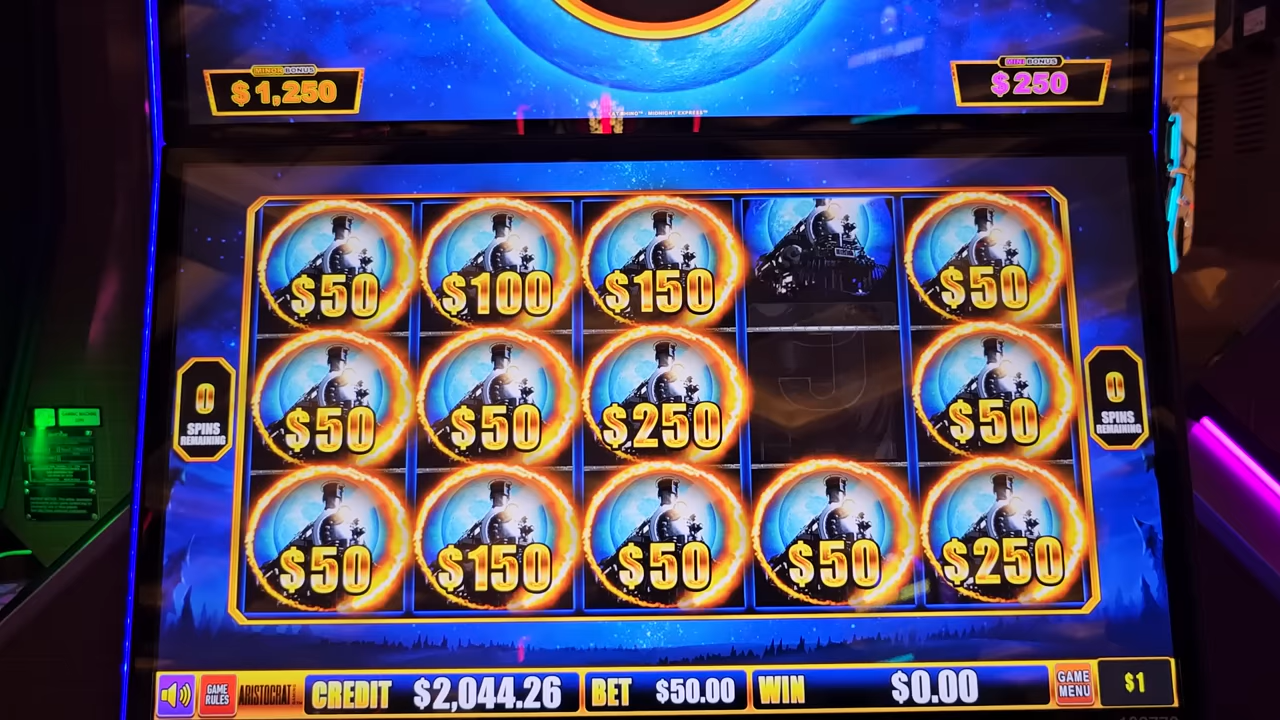 MINOR BONUS
$1,250
MINI BONUS
$250
MIDNIGHT EXPRESS™
$50
$100
$150
$50
$50
$50
$250
$50
$50
$150
$50
$50
$250
0
SPINS
REMAINING
0
SPINS
REMAINING
GAME
RULES
ARISTOCRAT
CREDIT $2,044.26
BET $50.00
WIN $0.00
GAME
MENU
$1